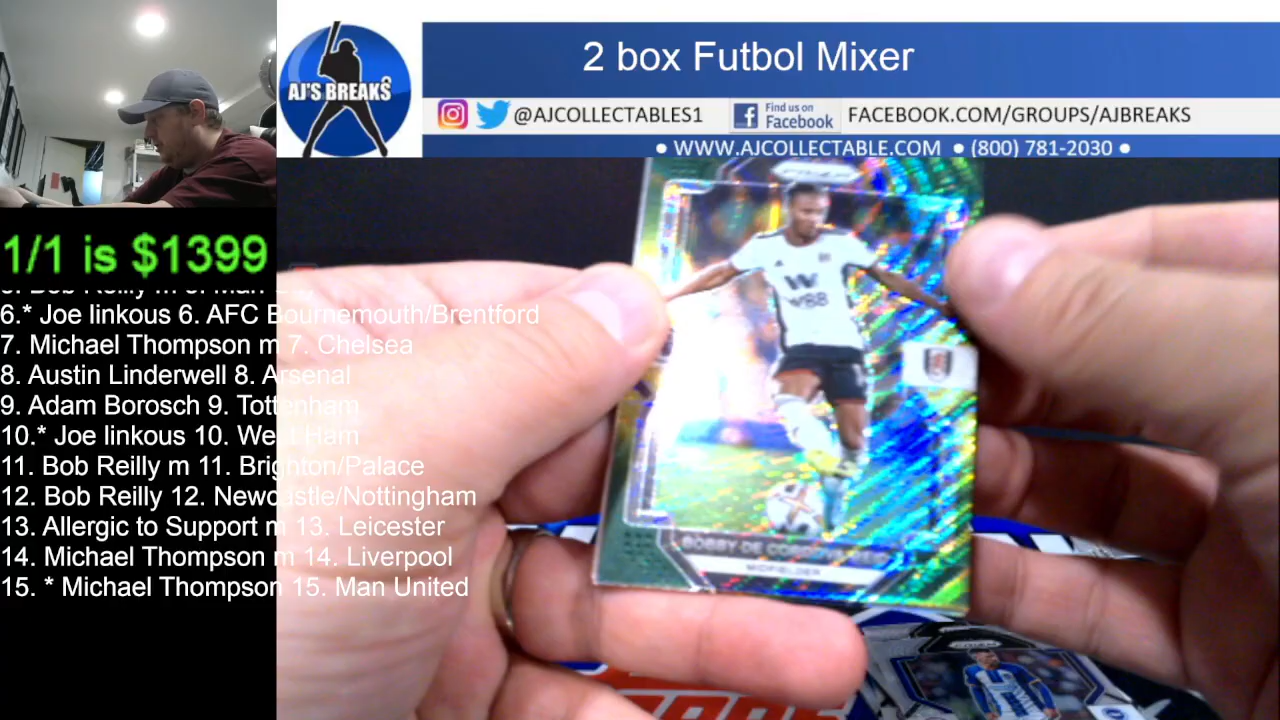 2 box Futbol Mixer
AJ'S BREAKS
@AJCOLLECTABLES1
Find us on
Facebook
FACEBOOK.COM/GROUPS/AJBREAKS
• WWW.AJCOLLECTABLE.COM • (800) 781-2030 •
1/1 is $1399
6.* Joe linkous 6. AFC Bournemouth/Brentford
7. Michael Thompson m 7. Chelsea
8. Austin Linderwell 8. Arsenal
9. Adam Borosch 9. Tottenham
10.* Joe linkous 10. West Ham
11. Bob Reilly m 11. Brighton/Palace
12. Bob Reilly 12. Newcastle/Nottingham
13. Allergic to Support m 13. Leicester
14. Michael Thompson m 14. Liverpool
15. * Michael Thompson 15. Man United
W
W88
BOBBY DE
MIDFIELDER